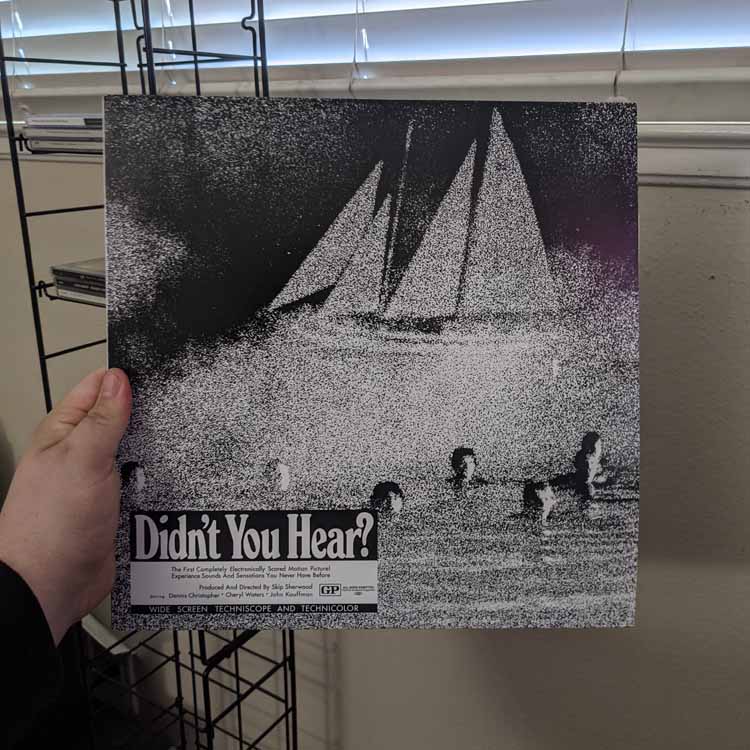 Didn't You Hear?
The First Completely Electronically Scored Motion Picture!
Experience Sounds And Sensations You Never Have Before
Produced And Directed By Skip Sherwood
Starring Dennis Christopher • Cheryl Waters • John Kauffman
GP
WIDE SCREEN TECHNISCOPE AND TECHNICOLOR